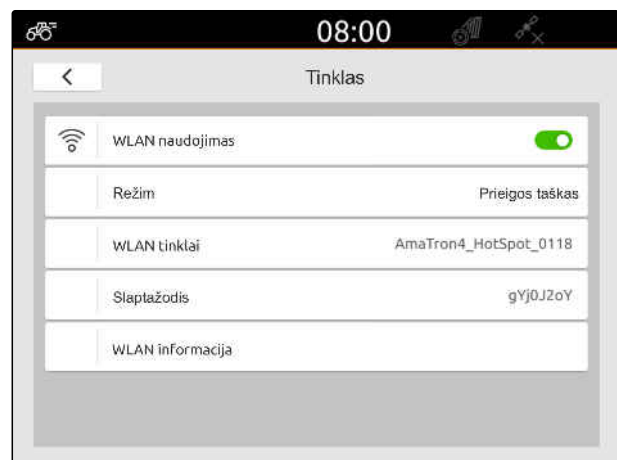 08:00
Tinklas
WLAN naudojimas
Režim Prieigos taškas
WLAN tinklai AmaTron4_HotSpot_0118
Slaptažodis gYj0J2oY
WLAN informacija